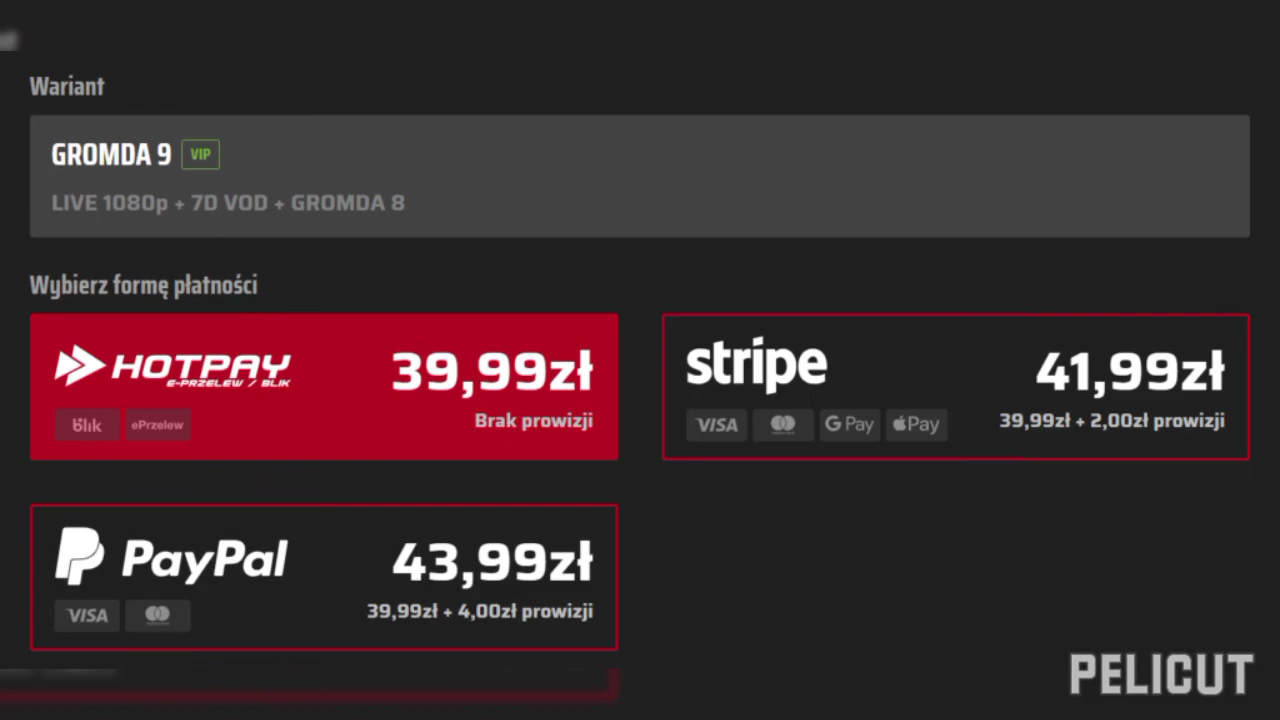 Wariant
GROMDA 9 VIP
LIVE 1080p + 7D VOD + GROMDA 8
Wybierz formę płatności
HOTPAY
E-PRZELEW / BLIK
39,99zł
blik ePrzelew
Brak prowizji
stripe
41,99zł
VISA mastercard G Pay Pay
39,99zł + 2,00zł prowizji
PayPal
43,99zł
VISA mastercard
39,99zł + 4,00zł prowizji
PELICUT